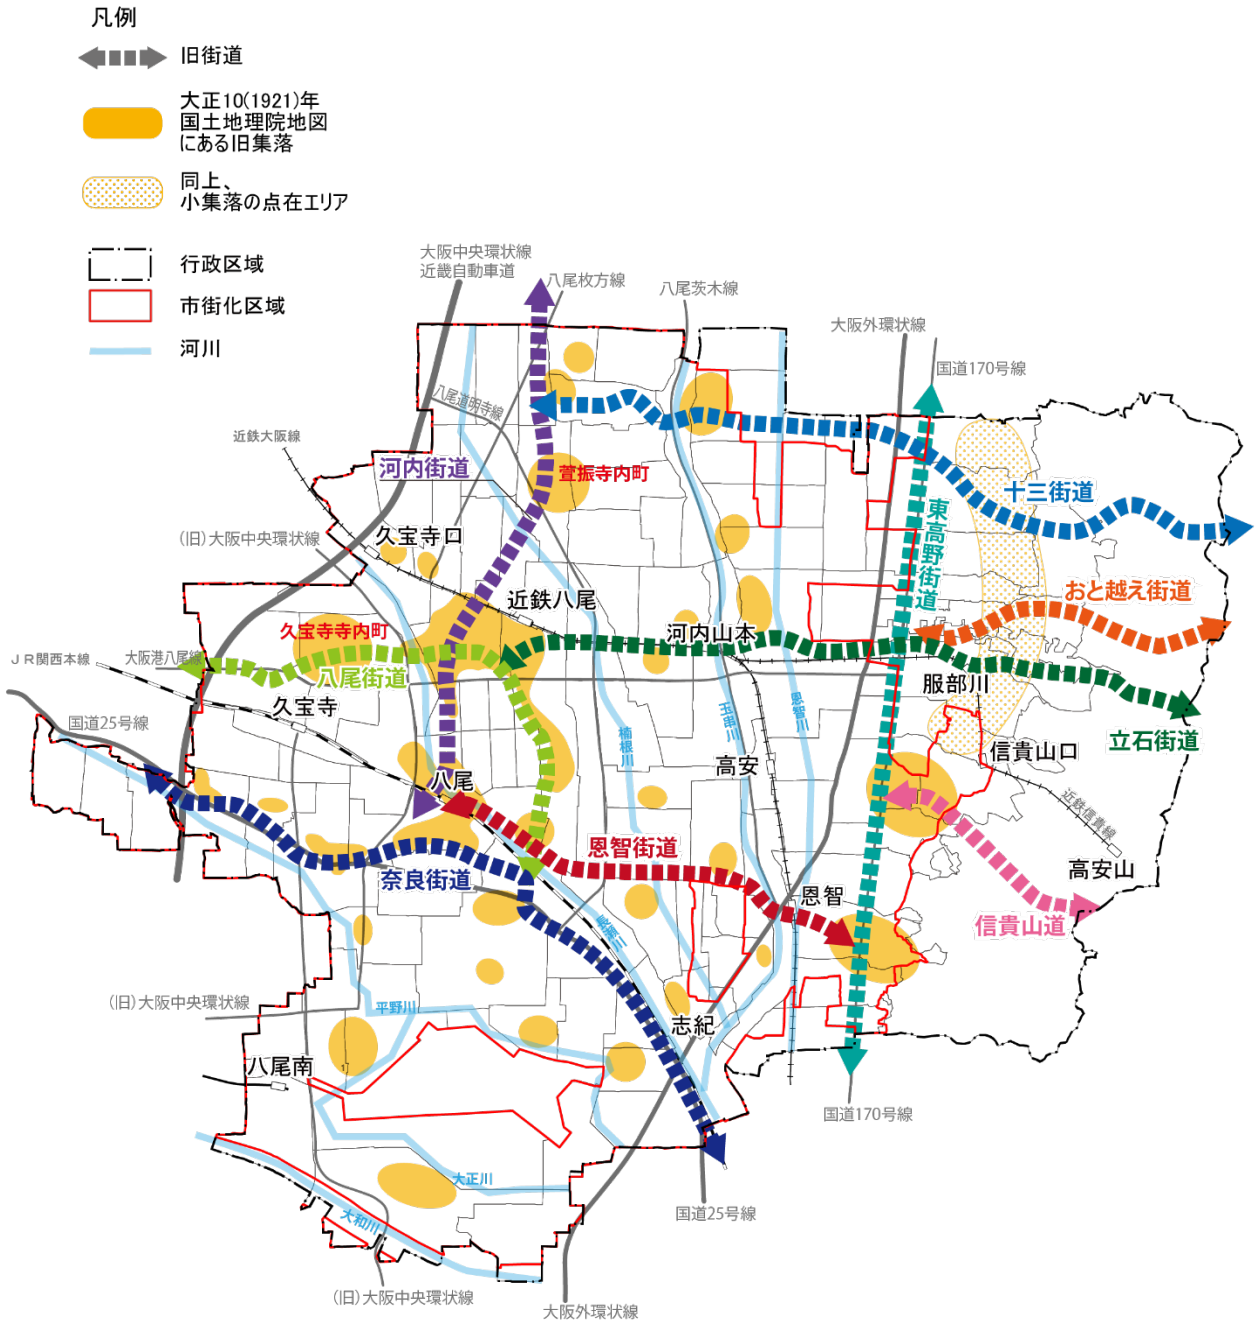 凡例
旧街道
大正10(1921)年
国土地理院地図
にある旧集落
同上、
小集落の点在エリア
行政区域
市街化区域
河川
大阪中央環状線
近畿自動車道
八尾枚方線
八尾茨木線
大阪外環状線
国道170号線
八尾道明寺線
近鉄大阪線
河内街道
萱振寺内町
十三街道
東高野街道
(旧)大阪中央環状線
久宝寺口
近鉄八尾
おと越え街道
久宝寺寺内町
河内山本
JR関西本線
大阪港八尾線
八尾街道
服部川
久宝寺
国道25号線
楠根川
玉串川
恩智川
立石街道
信貴山口
高安
八尾
近鉄信貴線
恩智街道
高安山
奈良街道
恩智
信貴山道
長瀬川
(旧)大阪中央環状線
平野川
志紀
八尾南
国道170号線
大正川
大和川
国道25号線
(旧)大阪中央環状線
大阪外環状線